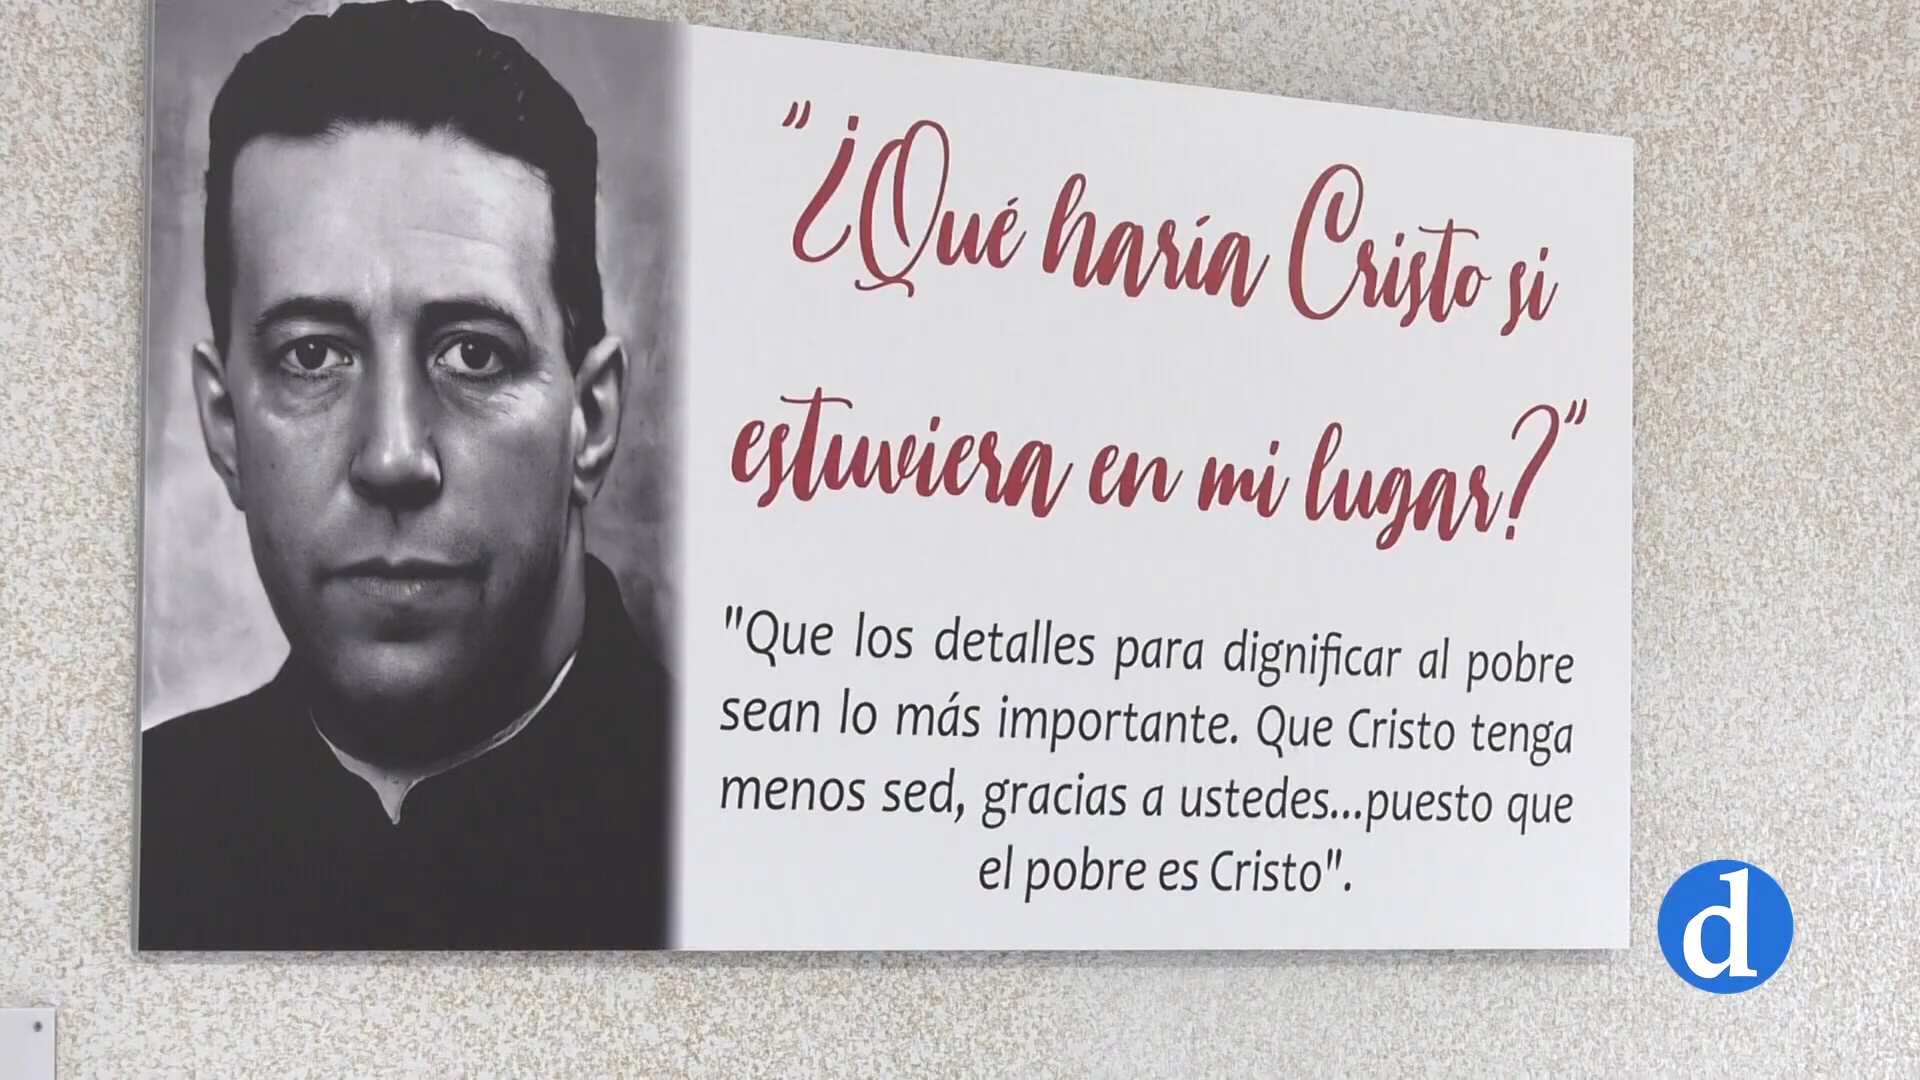 "¿Qué haría Cristo si
estuviera en mi lugar?"
"Que los detalles para dignificar al pobre
sean lo más importante. Que Cristo tenga
menos sed, gracias a ustedes...puesto que
el pobre es Cristo".
d